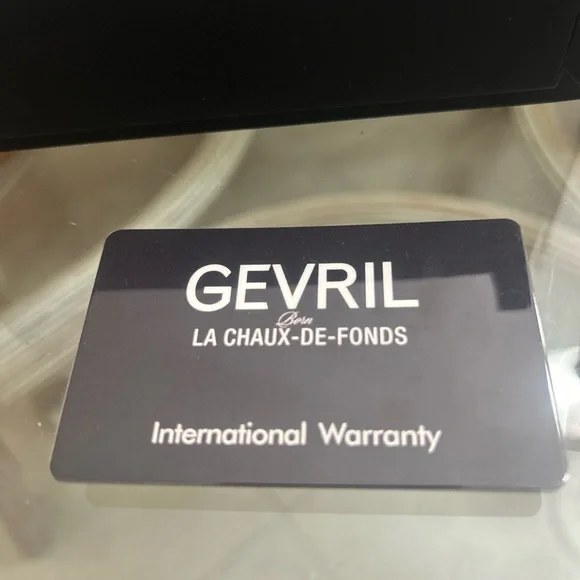 GEVRIL
Born
LA CHAUX-DE-FONDS
International Warranty